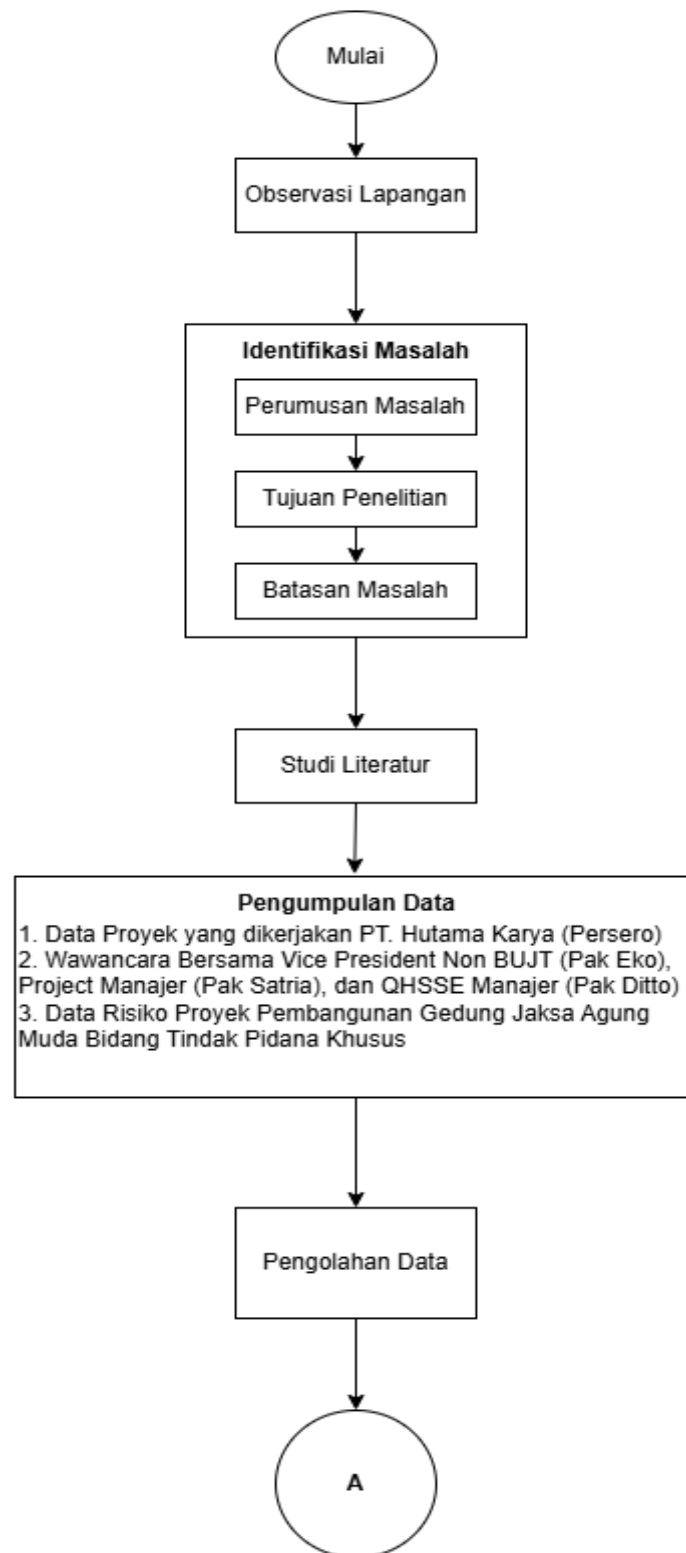 Mulai
Observasi Lapangan
Identifikasi Masalah
Perumusan Masalah
Tujuan Penelitian
Batasan Masalah
Studi Literatur
Pengumpulan Data
1. Data Proyek yang dikerjakan PT. Hutama Karya (Persero)
2. Wawancara Bersama Vice President Non BUJT (Pak Eko),
Project Manajer (Pak Satria), dan QHSSE Manajer (Pak Ditto)
3. Data Risiko Proyek Pembangunan Gedung Jaksa Agung
Muda Bidang Tindak Pidana Khusus
Pengolahan Data
A